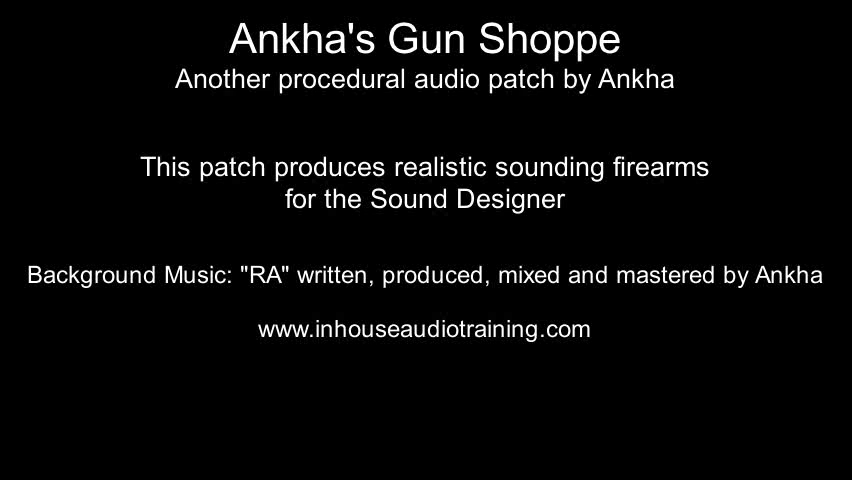 Ankha's Gun Shoppe
Another procedural audio patch by Ankha
This patch produces realistic sounding firearms
for the Sound Designer
Background Music: "RA" written, produced, mixed and mastered by Ankha
www.inhouseaudiotraining.com